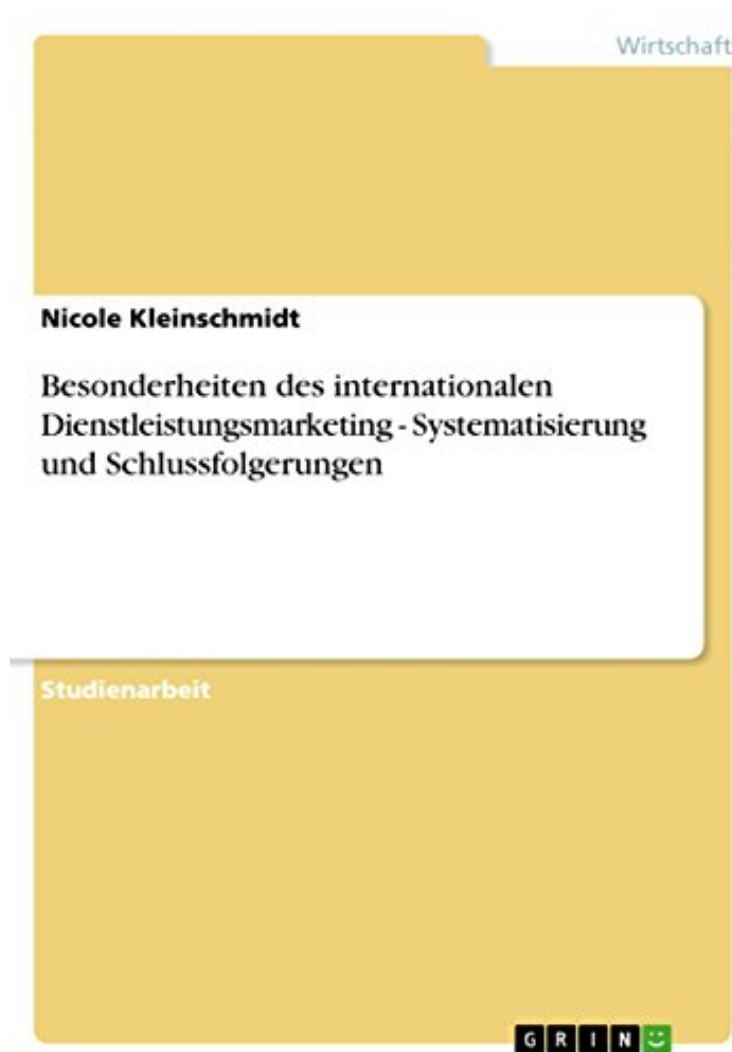 Wirtschaft
Nicole Kleinschmidt
Besonderheiten des internationalen
Dienstleistungsmarketing - Systematisierung
und Schlussfolgerungen
Studienarbeit
GRIN